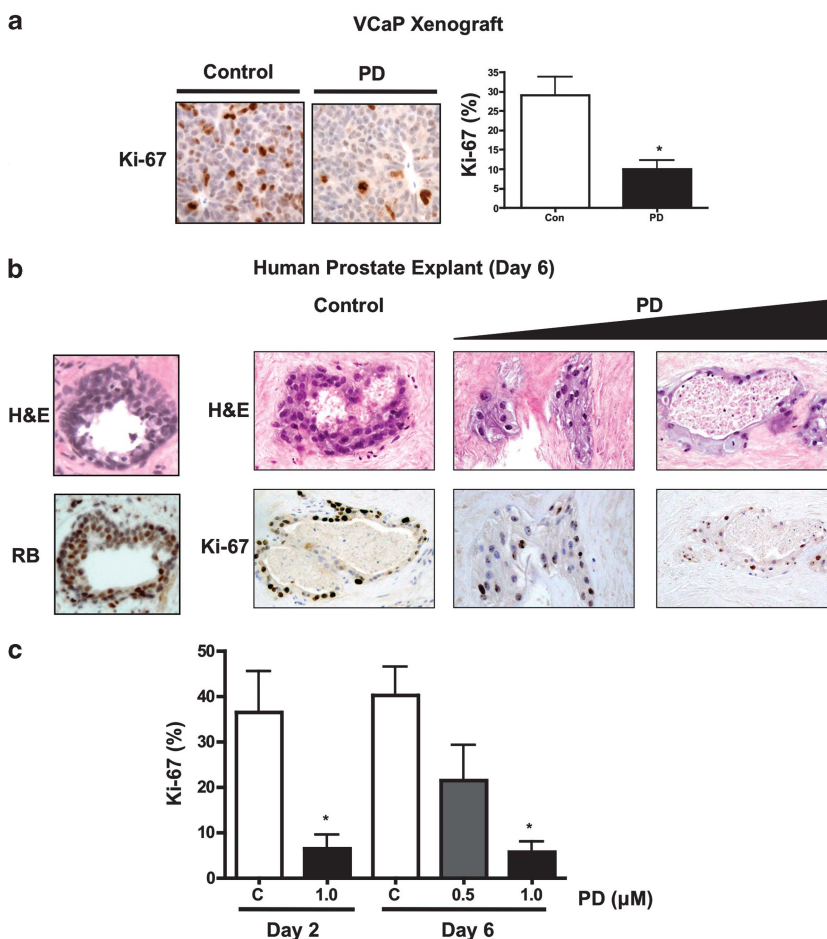 a
VCaP Xenograft
Control PD
Ki-67
Ki-67 (%)
35
30
25
20
15
10
5
0
*
Con PD
b
Human Prostate Explant (Day 6)
Control PD
H&E H&E
RB Ki-67
c
Ki-67 (%)
50
40
30
20
10
0
* *
C 1.0 C 0.5 1.0 PD (μM)
Day 2 Day 6